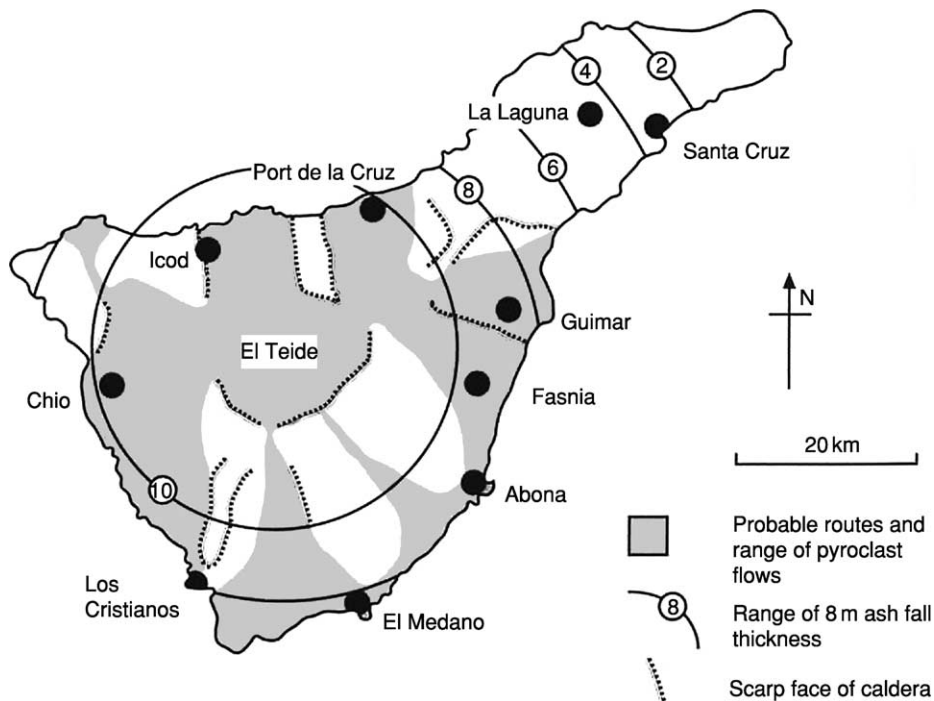 2
4
La Laguna
Santa Cruz
6
Port de la Cruz
8
Icod
N
Guimar
El Teide
Chio
Fasnia
20 km
10
Abona
Probable routes and
range of pyroclast
flows
Los
Cristianos
El Medano
8
Range of 8 m ash fall
thickness
Scarp face of caldera